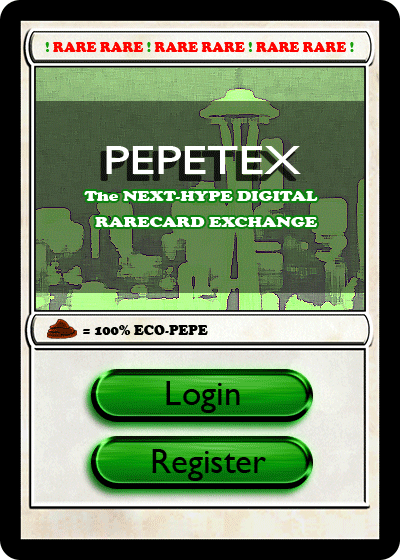 ! RARE RARE ! RARE RARE ! RARE RARE !
PEPETEX
The NEXT-HYPE DIGITAL
RARECARD EXCHANGE
= 100% ECO-PEPE
Login
Register